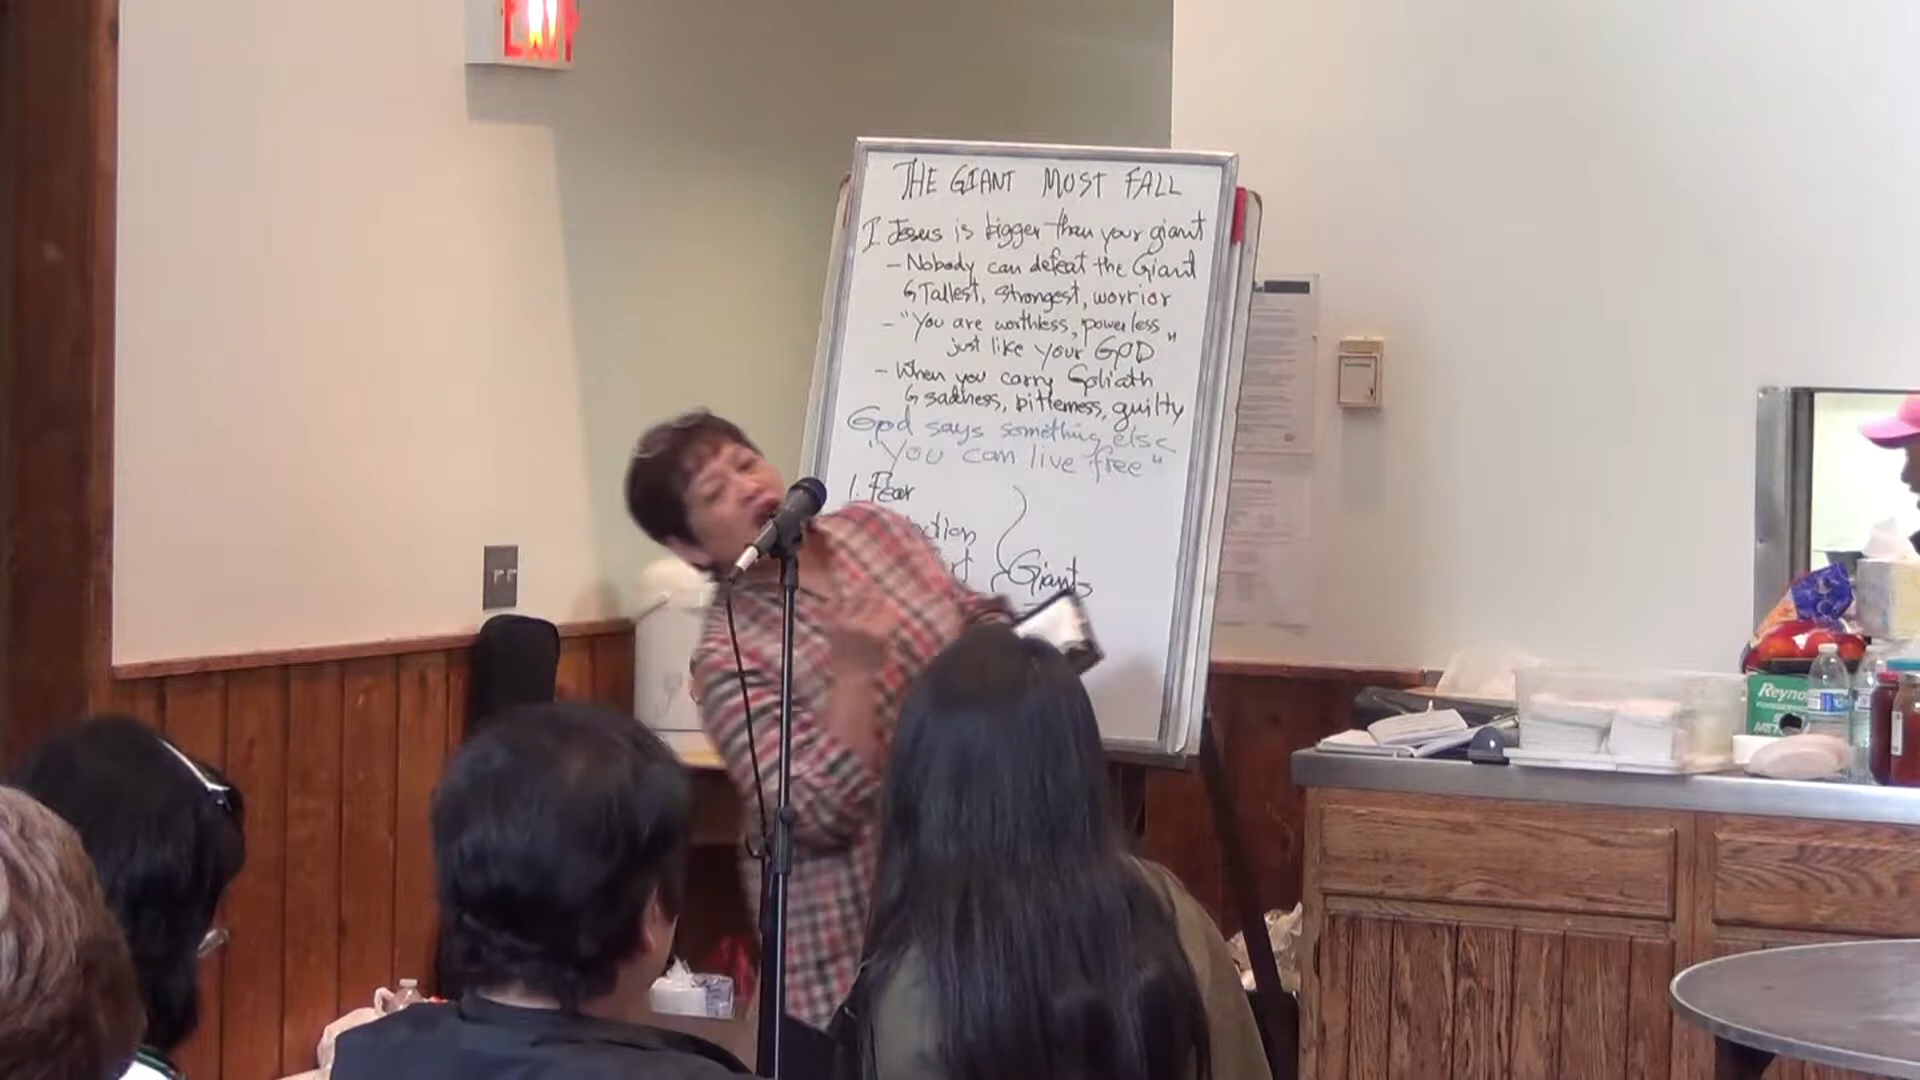 EXIT
THE GIANT MUST FALL
I. Jesus is bigger than your giant
- Nobody can defeat the Giant
↳ Tallest, strongest, worrior
- "You are worthless, powerless
just like your GOD"
- When you carry Goliath
↳ sadness, bitterness, guilty
God says something else
"You can live free"
1. Fear
Giants
Reyno